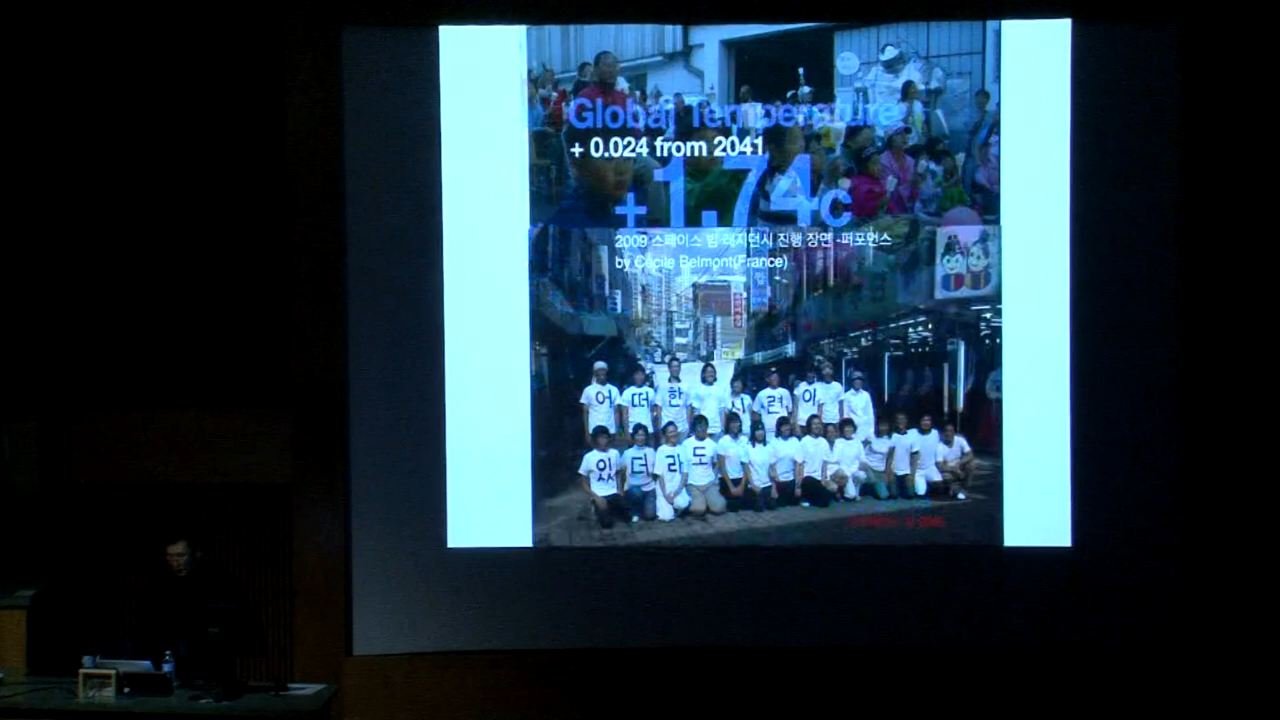 Global Temperature
+ 0.024 from 2041
+1.74c
2009 스페이스 빔 레지던시 진행 장면 -퍼포먼스
by Cécile Belmont(France)
어 떠 한 시 련 이
있 더 라 도